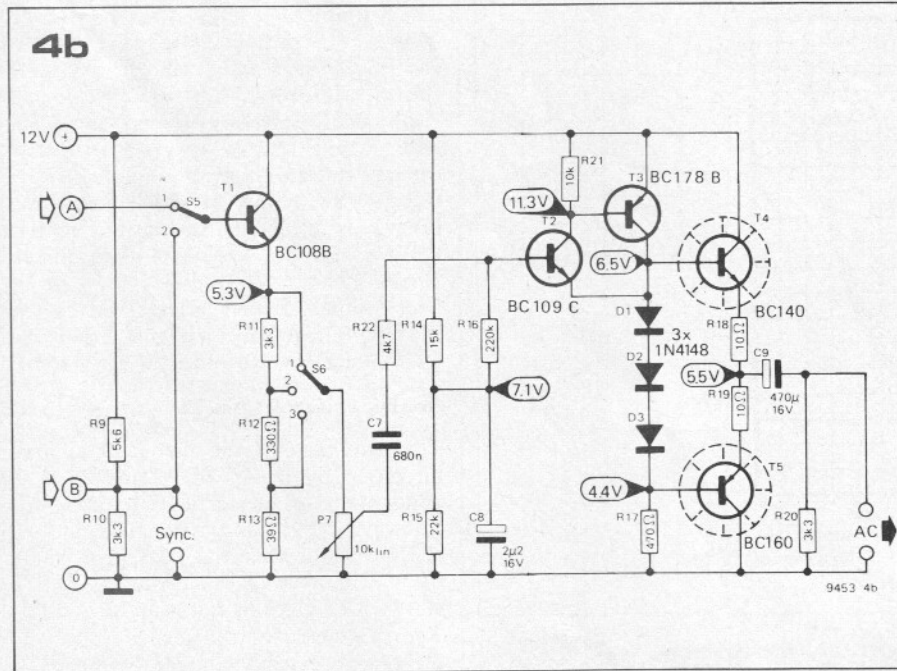 4b
12V +
A
1
S5
2
T1
BC108B
5.3V
R11
3k3
1
S6
2
3
R12
330Ω
R13
39Ω
P7
10k lin
R9
5k6
B
R10
3k3
Sync.
0
R22
4k7
C7
680n
R14
15k
R15
22k
R16
220k
7.1V
C8
2μ2
16V
R21
10k
11.3V
T2
BC109 C
T3
BC178 B
6.5V
D1
3x
1N4148
D2
D3
4.4V
R17
470Ω
T4
BC140
R18
10Ω
5.5V
C9
470μ
16V
R19
10Ω
T5
BC160
R20
3k3
AC
9453 4b